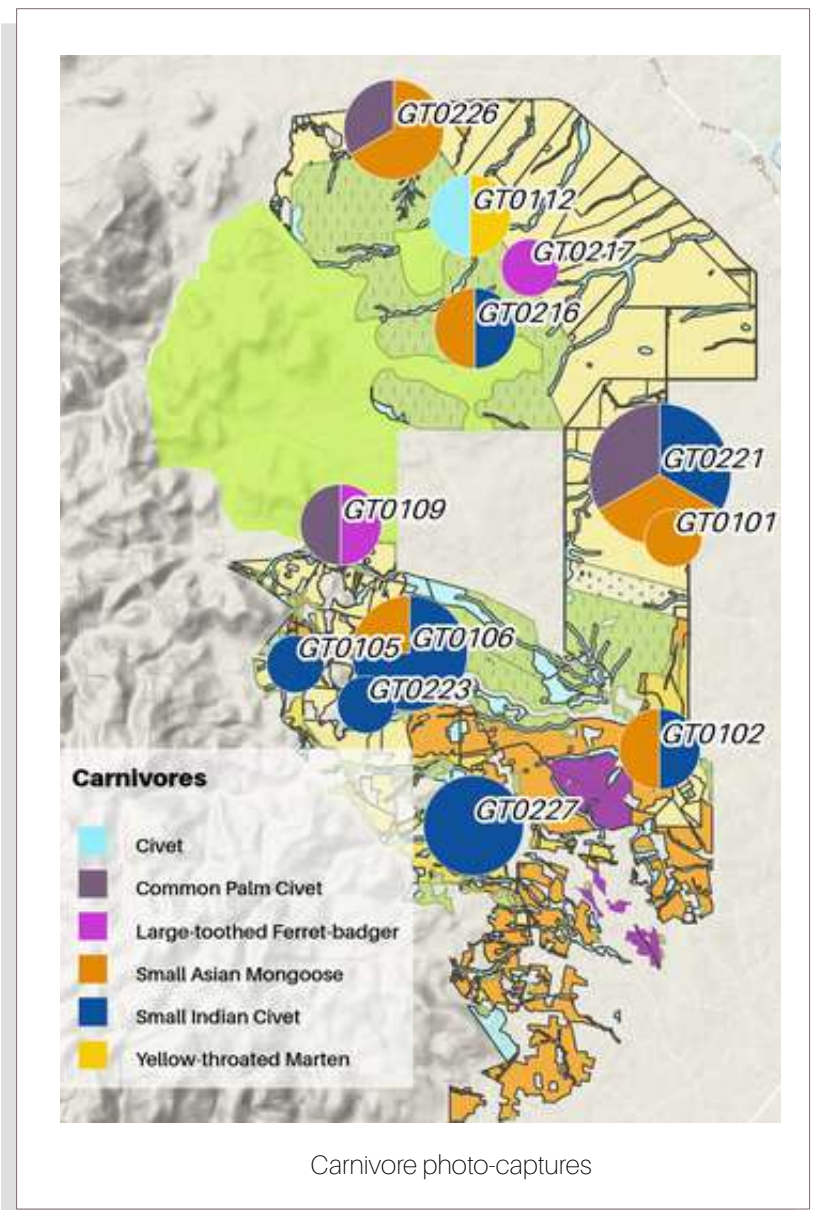 GT0226
GT0112
GT0217
GT0216
GT0221
GT0101
GT0109
GT0106
GT0105
GT0223
GT0102
GT0227
Carnivores
Civet
Common Palm Civet
Large-toothed Ferret-badger
Small Asian Mongoose
Small Indian Civet
Yellow-throated Marten
Carnivore photo-captures